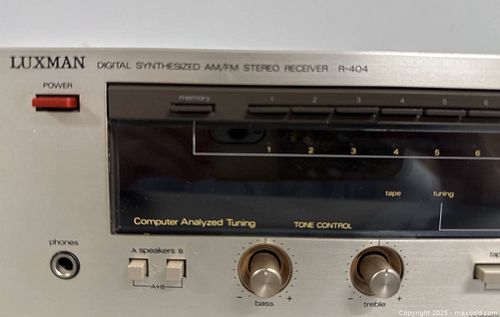 LUXMAN DIGITAL SYNTHESIZED AM/FM STEREO RECEIVER R-404
POWER
memory 1 2 3 4 5 6
1 2 3 4 5 6
tape tuning
Computer Analyzed Tuning TONE CONTROL
phones A speakers B
A+B
- + - +
bass treble
Copyright 2025 - maxsold.com